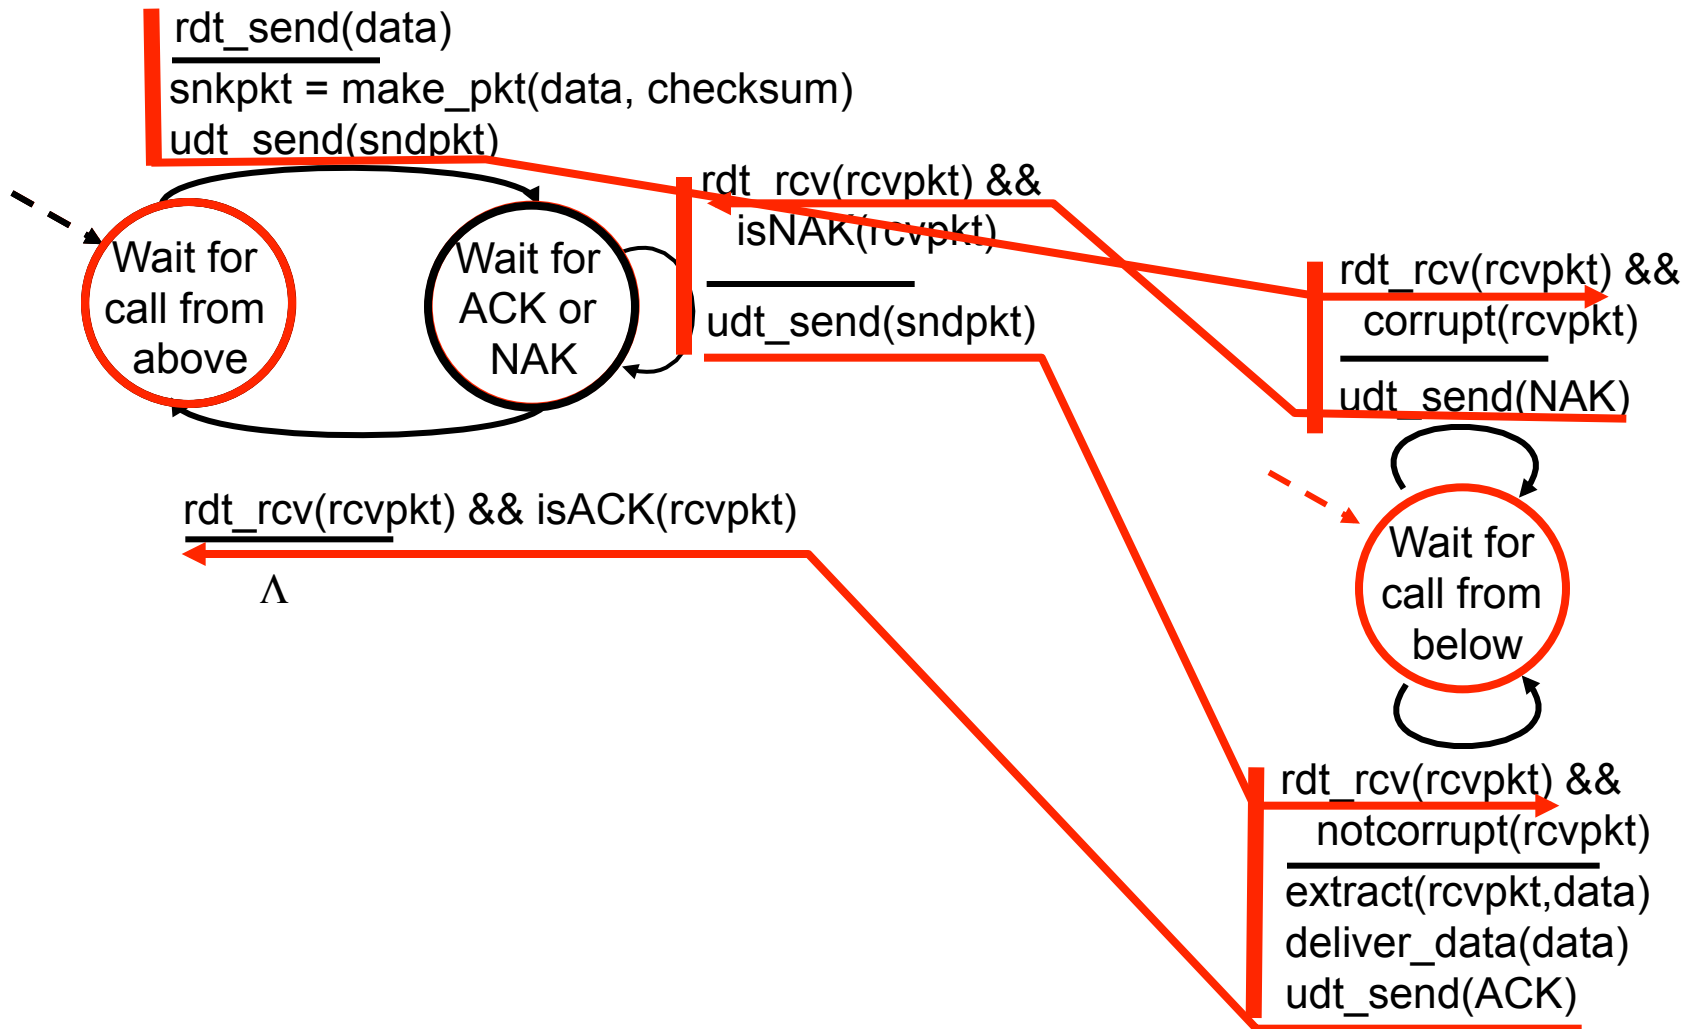 rdt_send(data)
snkpkt = make_pkt(data, checksum)
udt_send(sndpkt)
Wait for
call from
above
Wait for
ACK or
NAK
rdt_rcv(rcvpkt) &&
isNAK(rcvpkt)
udt_send(sndpkt)
rdt_rcv(rcvpkt) && isACK(rcvpkt)
Λ
rdt_rcv(rcvpkt) &&
corrupt(rcvpkt)
udt_send(NAK)
Wait for
call from
below
rdt_rcv(rcvpkt) &&
notcorrupt(rcvpkt)
extract(rcvpkt,data)
deliver_data(data)
udt_send(ACK)